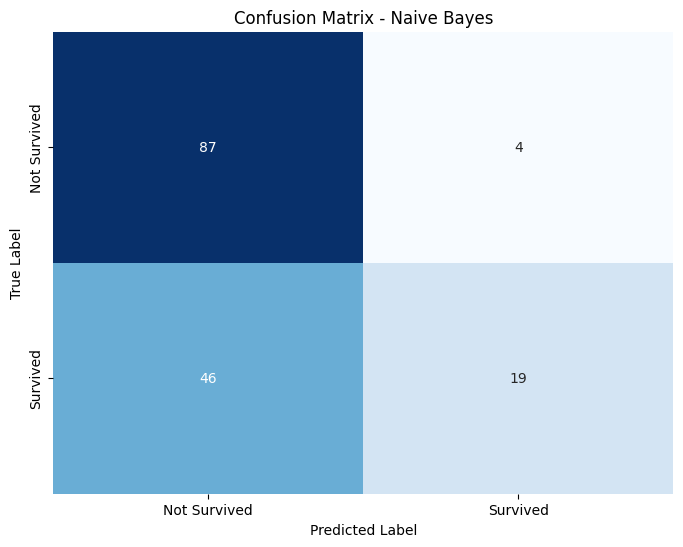 Confusion Matrix - Naive Bayes
True Label
Not Survived
87
4
Survived
46
19
Not Survived
Survived
Predicted Label